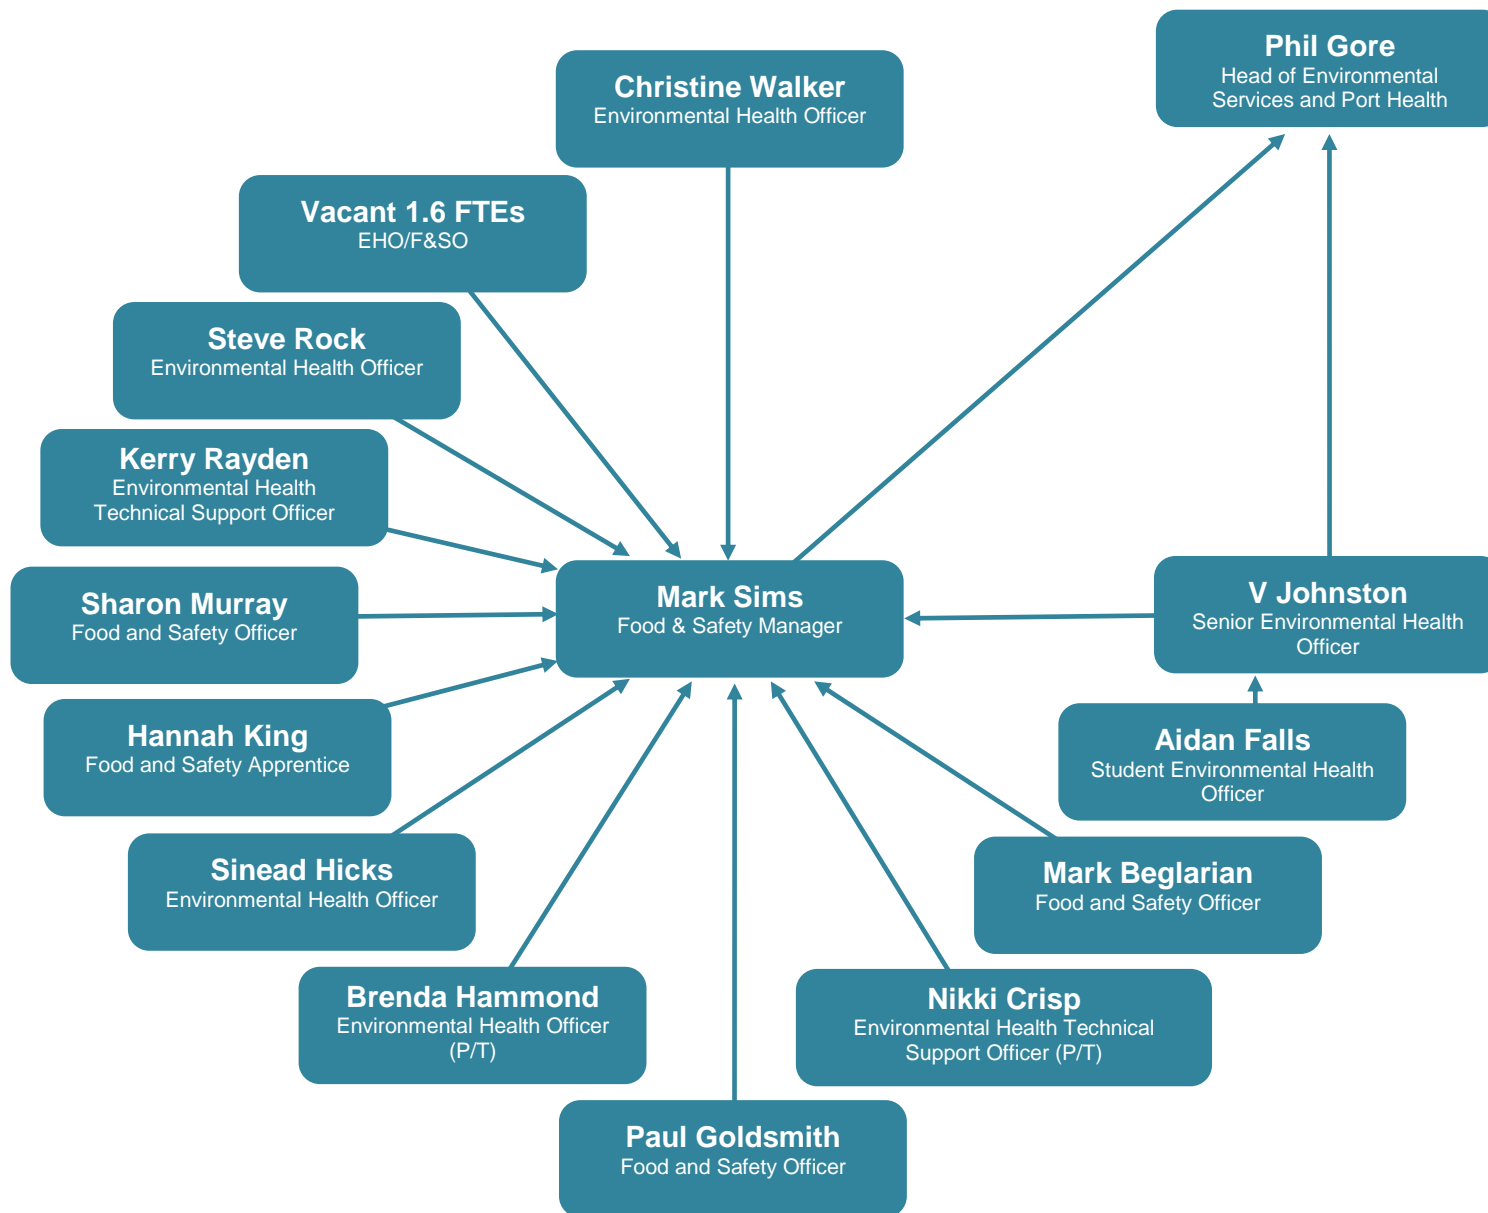 Phil Gore
Head of Environmental
Services and Port Health
Christine Walker
Environmental Health Officer
Vacant 1.6 FTEs
EHO/F&SO
Steve Rock
Environmental Health Officer
Kerry Rayden
Environmental Health
Technical Support Officer
Sharon Murray
Food and Safety Officer
Mark Sims
Food & Safety Manager
V Johnston
Senior Environmental Health
Officer
Hannah King
Food and Safety Apprentice
Aidan Falls
Student Environmental Health
Officer
Sinead Hicks
Environmental Health Officer
Mark Beglarian
Food and Safety Officer
Brenda Hammond
Environmental Health Officer
(P/T)
Nikki Crisp
Environmental Health Technical
Support Officer (P/T)
Paul Goldsmith
Food and Safety Officer